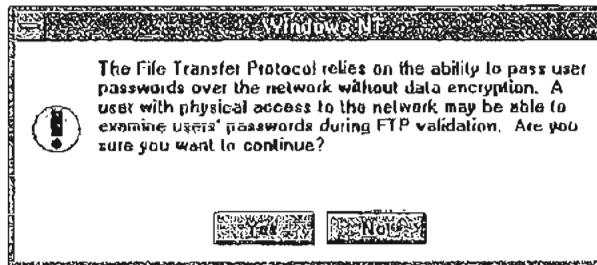 Windows NT
The File Transfer Protocol relies on the ability to pass user
passwords over the network without data encryption. A
user with physical access to the network may be able to
examine users' passwords during FTP validation. Are you
sure you want to continue?
Yes No